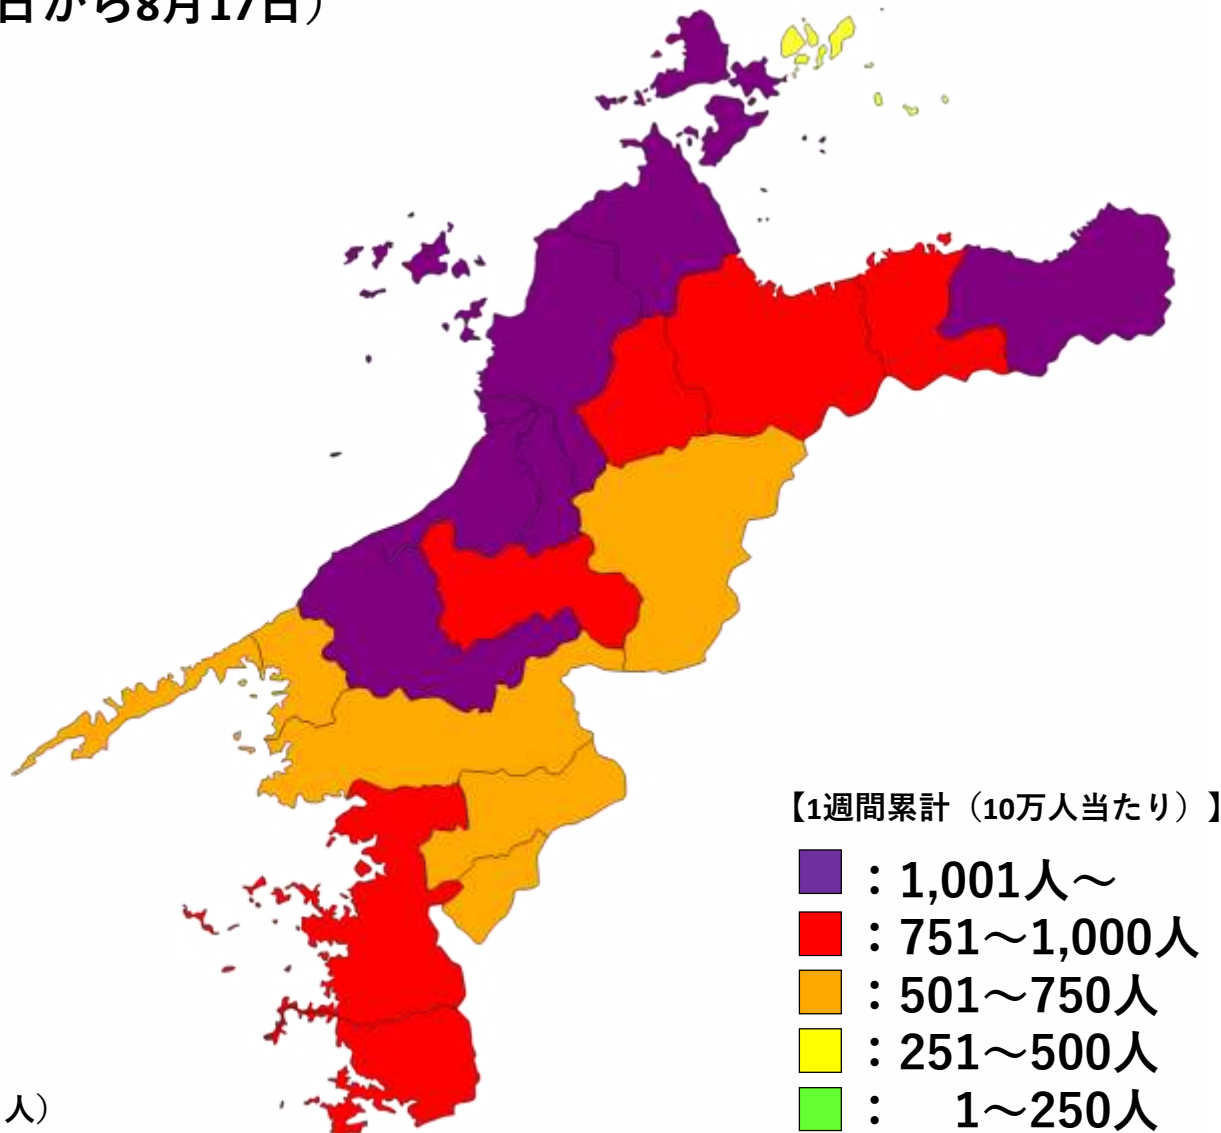 日から8月17日）
【1週間累計（10万人当たり）】
：1,001人～
：751～1,000人
：501～750人
：251～500人
：　1～250人
人）